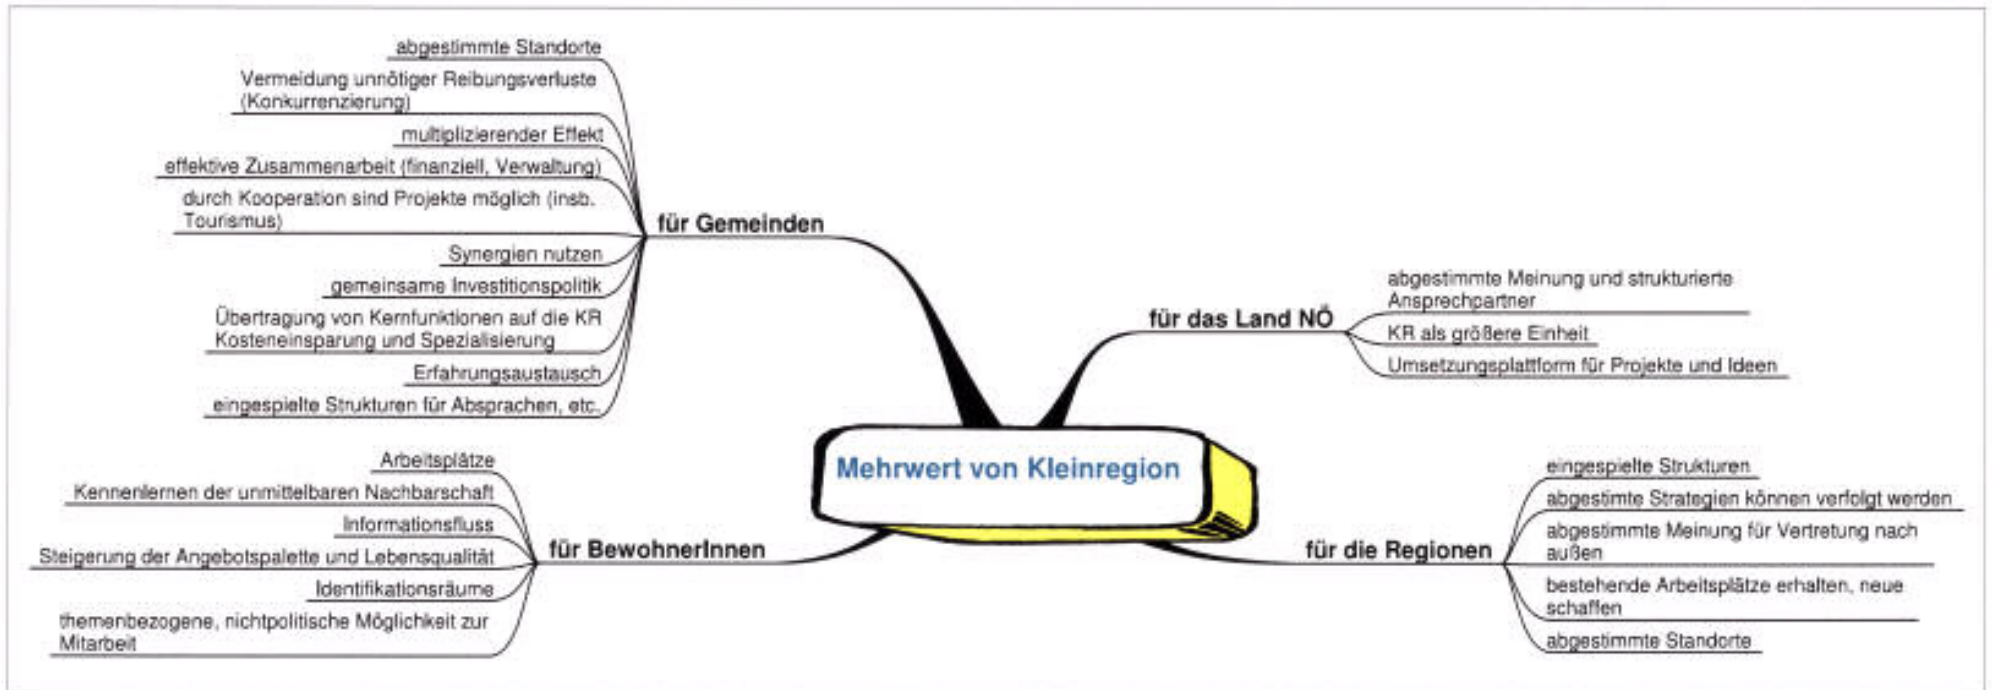 abgestimmte Standorte
Vermeidung unnötiger Reibungsverluste
(Konkurrenzierung)
multiplizierender Effekt
effektive Zusammenarbeit (finanziell, Verwaltung)
durch Kooperation sind Projekte möglich (insb.
Tourismus)
Synergien nutzen
gemeinsame Investitionspolitik
Übertragung von Kernfunktionen auf die KR
Kosteneinsparung und Spezialisierung
Erfahrungsaustausch
eingespielte Strukturen für Absprachen, etc.
für Gemeinden
Arbeitsplätze
Kennenlernen der unmittelbaren Nachbarschaft
Informationsfluss
Steigerung der Angebotspalette und Lebensqualität
Identifikationsräume
themenbezogene, nichtpolitische Möglichkeit zur
Mitarbeit
für BewohnerInnen
Mehrwert von Kleinregion
für das Land NÖ
abgestimmte Meinung und strukturierte
Ansprechpartner
KR als größere Einheit
Umsetzungsplattform für Projekte und Ideen
für die Regionen
eingespielte Strukturen
abgestimte Strategien können verfolgt werden
abgestimmte Meinung für Vertretung nach
außen
bestehende Arbeitsplätze erhalten, neue
schaffen
abgestimmte Standorte